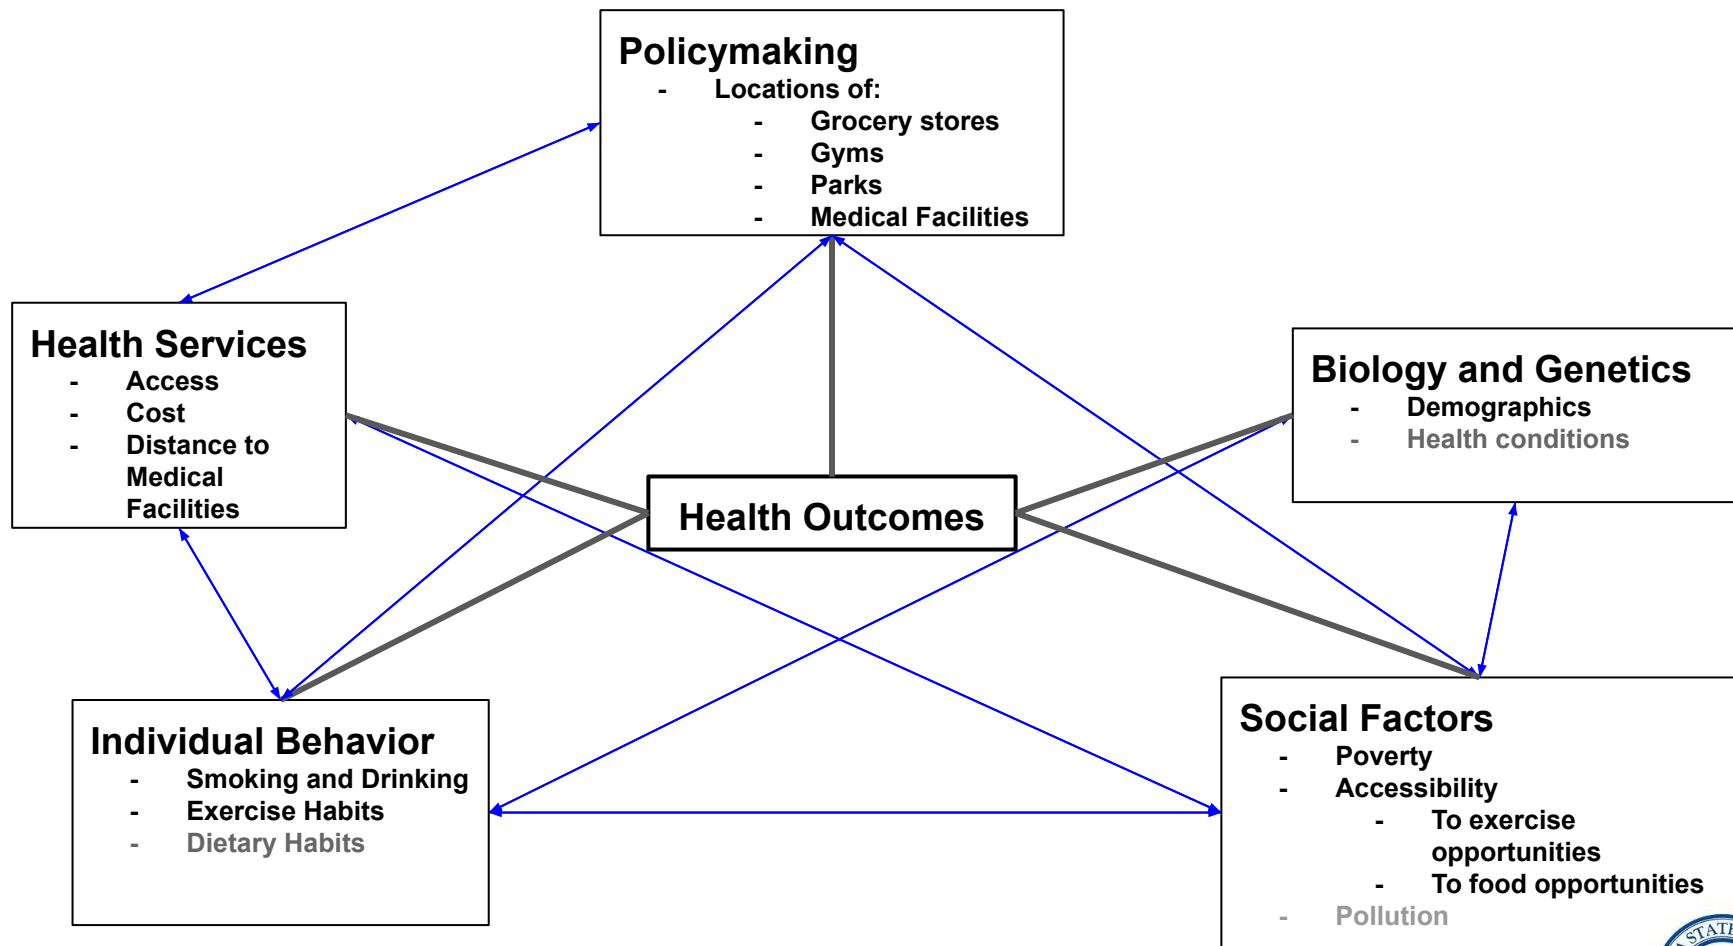 Policymaking
- Locations of:
- Grocery stores
- Gyms
- Parks
- Medical Facilities
Health Services
- Access
- Cost
- Distance to
Medical
Facilities
Biology and Genetics
- Demographics
- Health conditions
Health Outcomes
Individual Behavior
- Smoking and Drinking
- Exercise Habits
- Dietary Habits
Social Factors
- Poverty
- Accessibility
- To exercise
opportunities
- To food opportunities
- Pollution
STATE